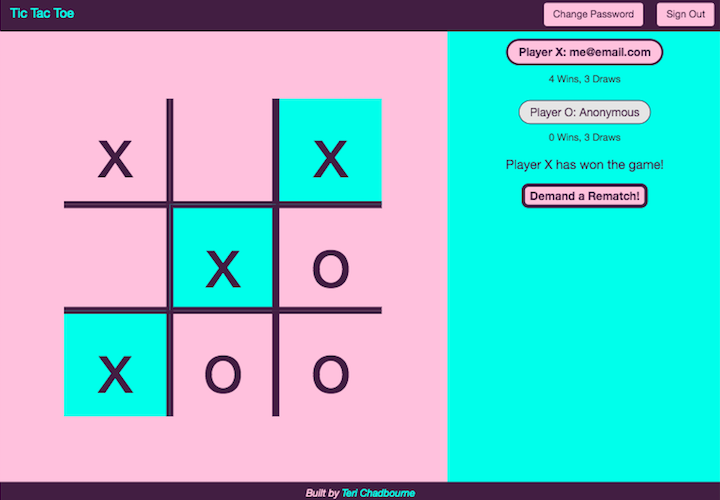 Tic Tac Toe
Change Password
Sign Out
Player X: me@email.com
4 Wins, 3 Draws
Player O: Anonymous
0 Wins, 3 Draws
Player X has won the game!
Demand a Rematch!
X X
X O
X O O
Built by Teri Chadbourne